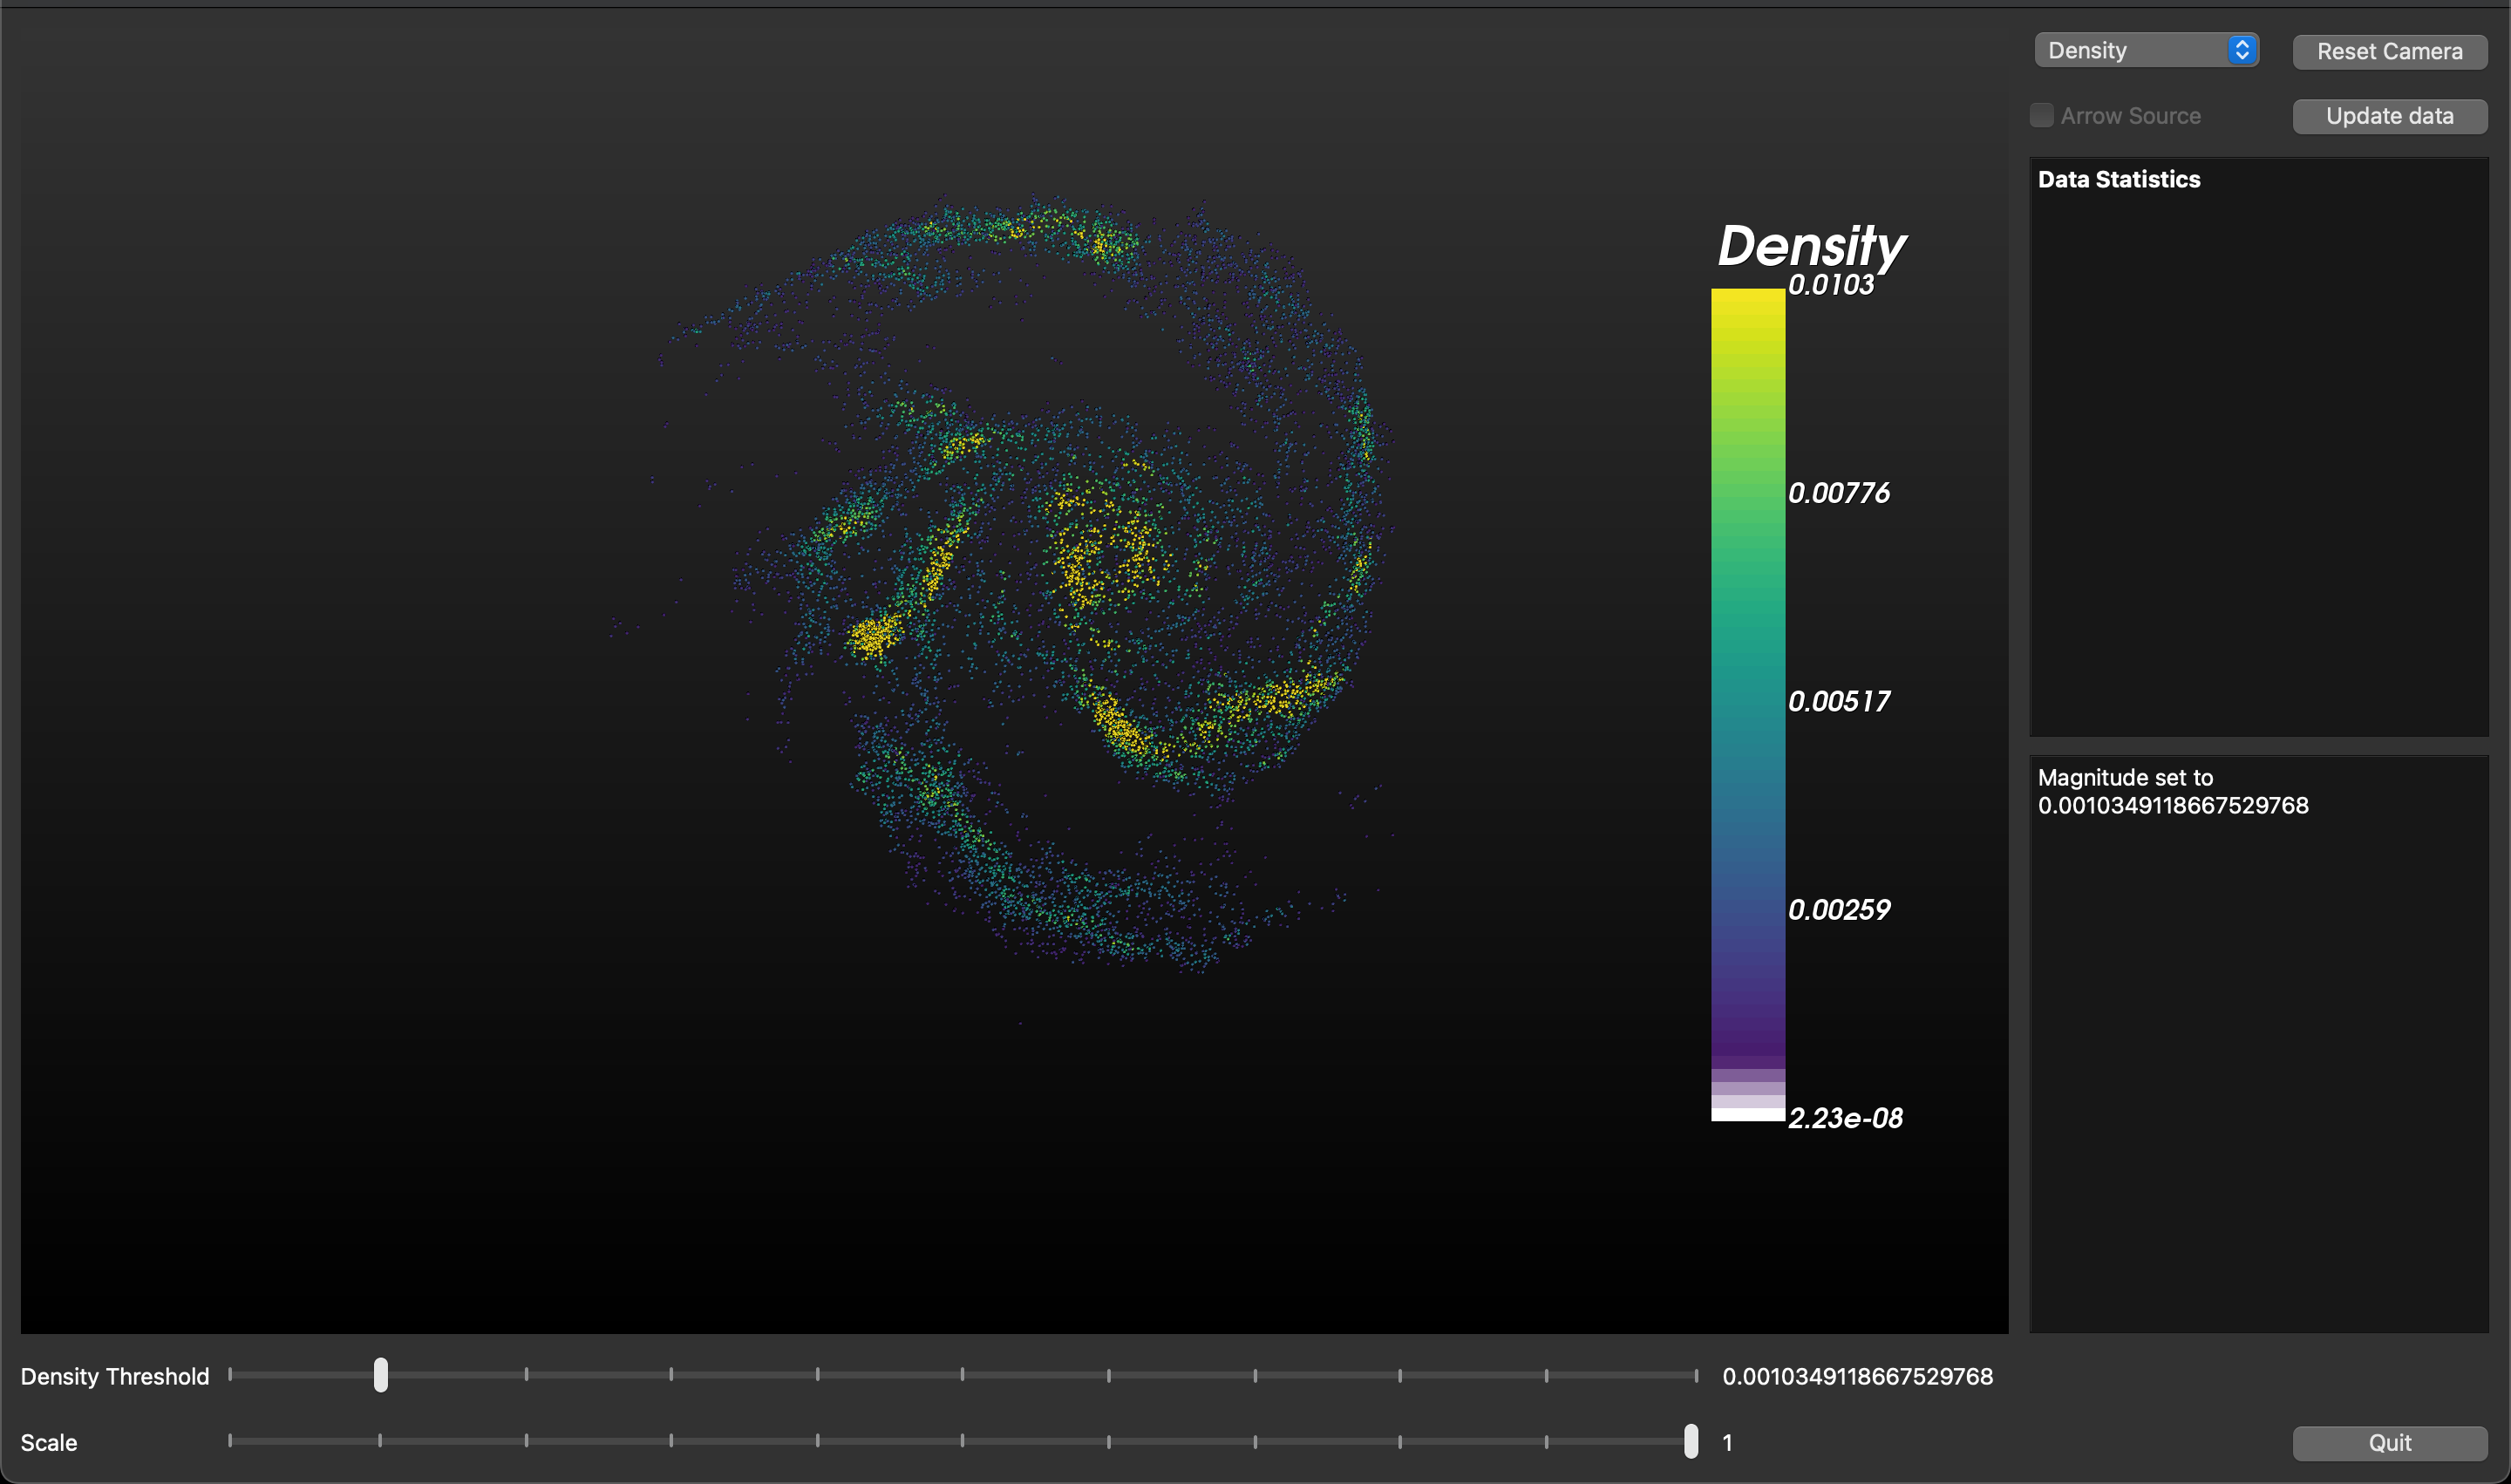 Density
Reset Camera
Arrow Source
Update data
Data Statistics
Density
0.0103
0.00776
0.00517
0.00259
2.23e-08
Magnitude set to
0.0010349118667529768
Density Threshold
0.0010349118667529768
Scale
1
Quit